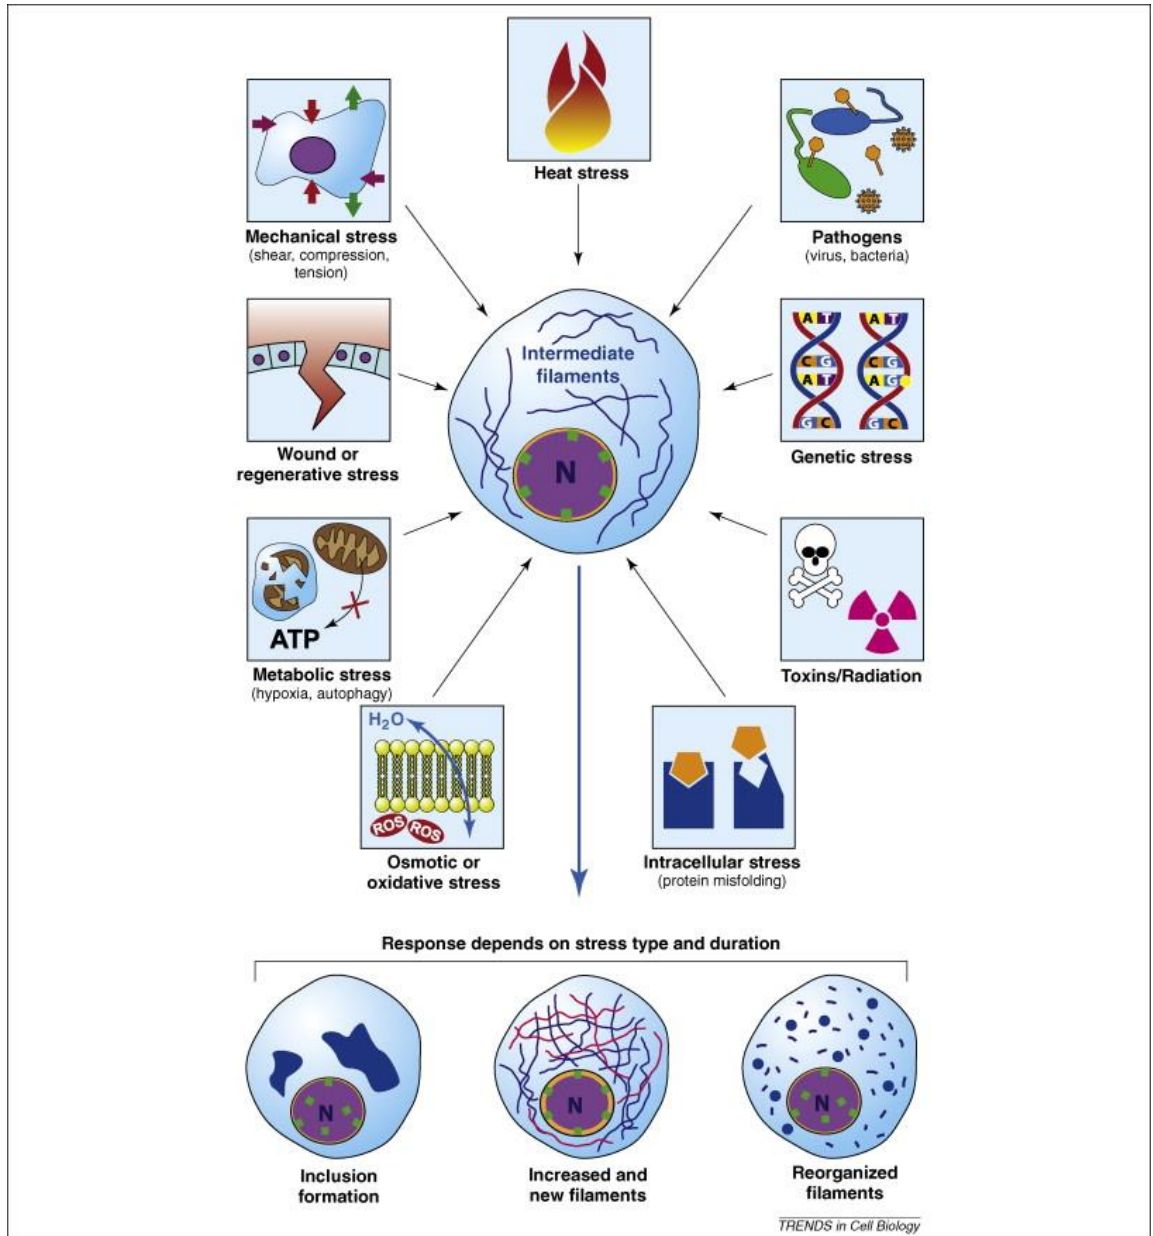 Heat stress
Mechanical stress
(shear, compression,
tension)
Pathogens
(virus, bacteria)
Intermediate
filaments
N
Wound or
regenerative stress
A T
C G
A T
G C
A T
C G
A G
G C
Genetic stress
ATP
Metabolic stress
(hypoxia, autophagy)
Toxins/Radiation
H2O
ROS ROS
Osmotic or
oxidative stress
Intracellular stress
(protein misfolding)
Response depends on stress type and duration
N
N
N
Inclusion
formation
Increased and
new filaments
Reorganized
filaments
TRENDS in Cell Biology